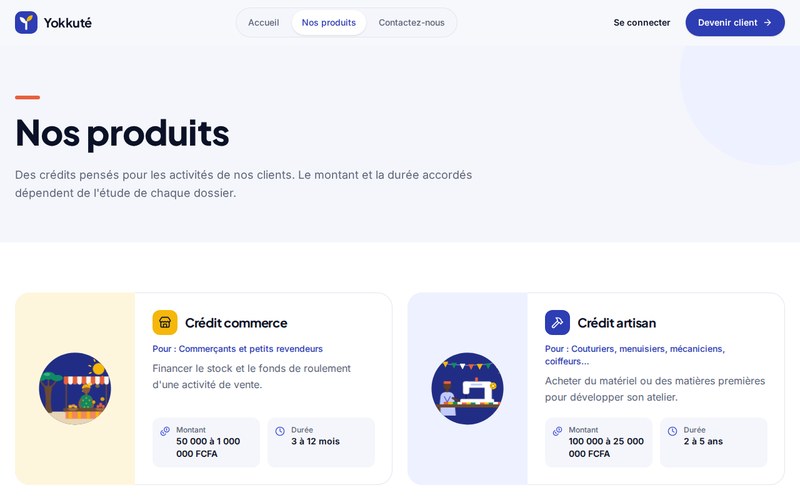 Yokkuté
Accueil
Nos produits
Contactez-nous
Se connecter
Devenir client →
Nos produits
Des crédits pensés pour les activités de nos clients. Le montant et la durée accordés
dépendent de l'étude de chaque dossier.
Crédit commerce
Pour : Commerçants et petits revendeurs
Financer le stock et le fonds de roulement
d'une activité de vente.
Montant
50 000 à 1 000
000 FCFA
Durée
3 à 12 mois
Crédit artisan
Pour : Couturiers, menuisiers, mécaniciens,
coiffeurs...
Acheter du matériel ou des matières premières
pour développer son atelier.
Montant
100 000 à 25 000
000 FCFA
Durée
2 à 5 ans